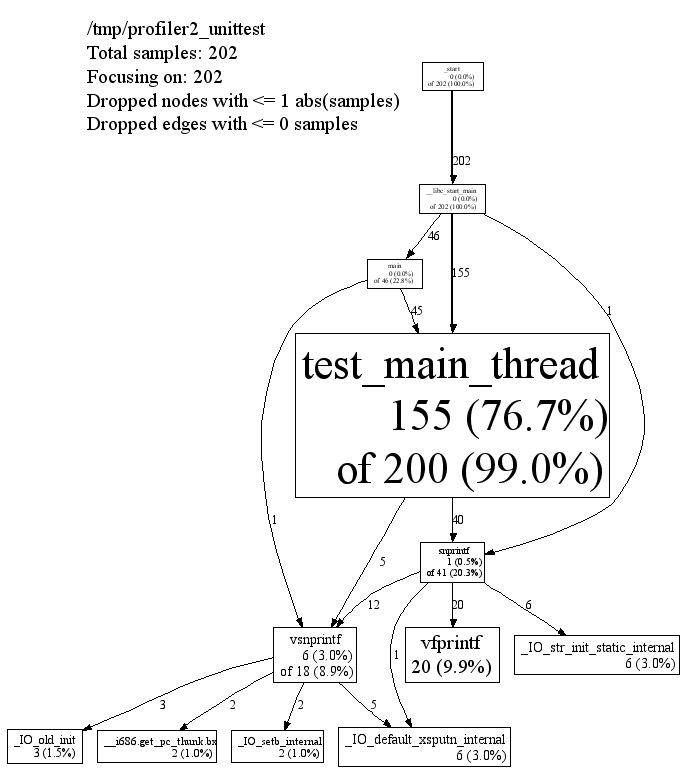 /tmp/profiler2_unittest
Total samples: 202
Focusing on: 202
Dropped nodes with <= 1 abs(samples)
Dropped edges with <= 0 samples
_start
0 (0.0%)
of 202 (100.0%)
202
__libc_start_main
0 (0.0%)
of 202 (100.0%)
46
155
1
main
0 (0.0%)
of 46 (22.8%)
45
test_main_thread
155 (76.7%)
of 200 (99.0%)
1
5
40
snprintf
1 (0.5%)
of 41 (20.3%)
12
1
20
6
vsnprintf
6 (3.0%)
of 18 (8.9%)
vfprintf
20 (9.9%)
_IO_str_init_static_internal
6 (3.0%)
3
2
2
5
_IO_old_init
3 (1.5%)
__i686.get_pc_thunk.bx
2 (1.0%)
_IO_setb_internal
2 (1.0%)
_IO_default_xsputn_internal
6 (3.0%)